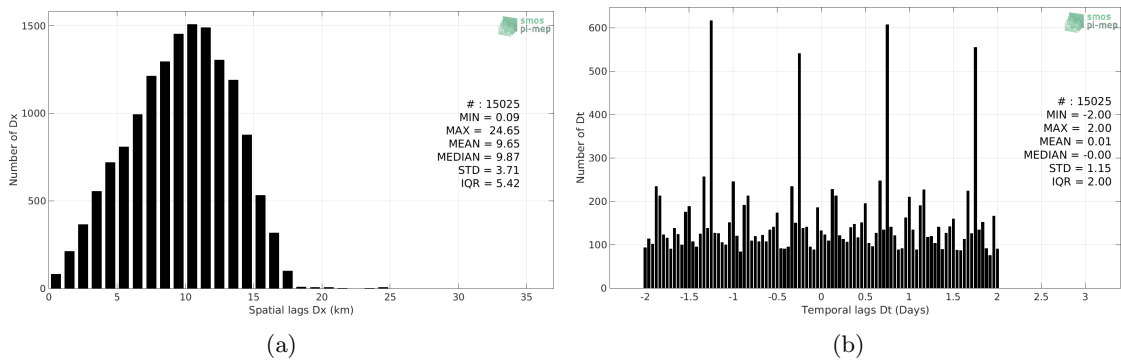 1500
1000
500
0
Number of Dx
0 5 10 15 20 25 30 35
Spatial lags Dx (km)
smos
pi-mep
# : 15025
MIN = 0.09
MAX = 24.65
MEAN = 9.65
MEDIAN = 9.87
STD = 3.71
IQR = 5.42
(a)
600
500
400
300
200
100
0
Number of Dt
-2 -1.5 -1 -0.5 0 0.5 1 1.5 2 2.5 3
Temporal lags Dt (Days)
smos
pi-mep
# : 15025
MIN = -2.00
MAX = 2.00
MEAN = 0.01
MEDIAN = -0.00
STD = 1.15
IQR = 2.00
(b)